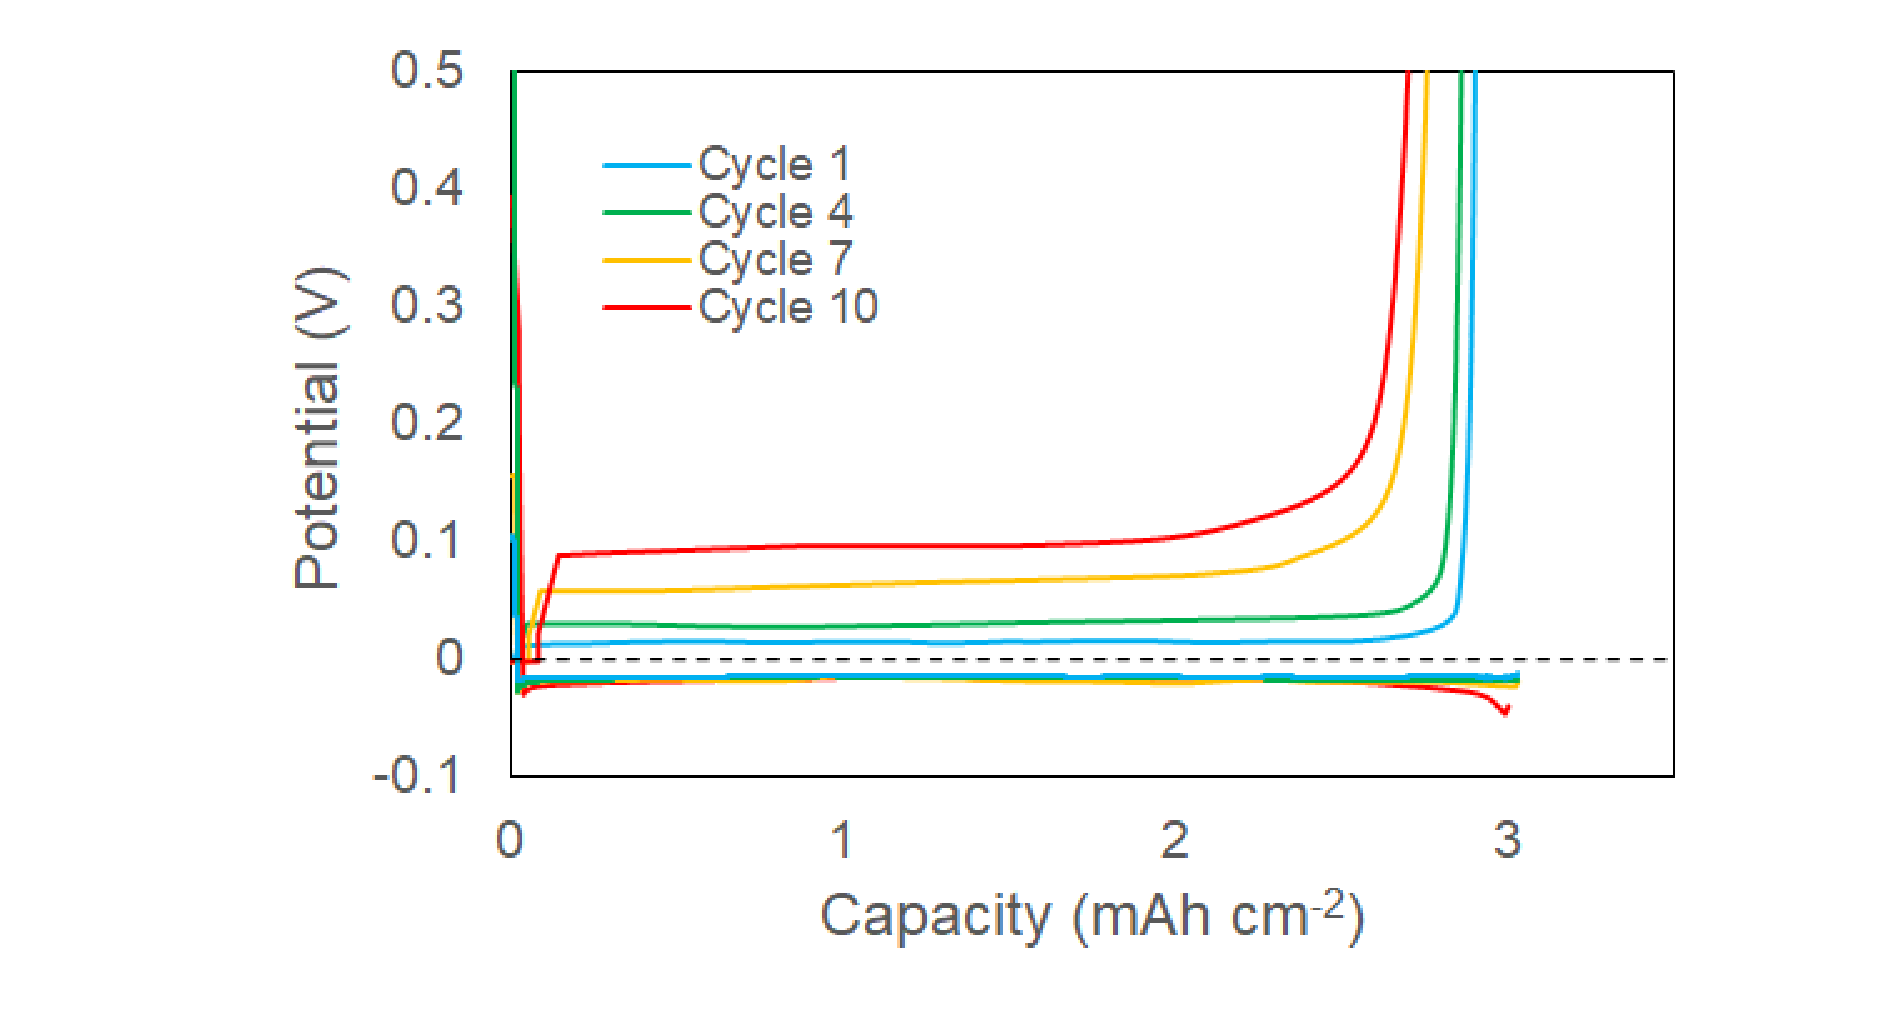 0.5
0.4
0.3
0.2
0.1
0
-0.1
Potential (V)
Cycle 1
Cycle 4
Cycle 7
Cycle 10
0 1 2 3
Capacity (mAh cm-2)